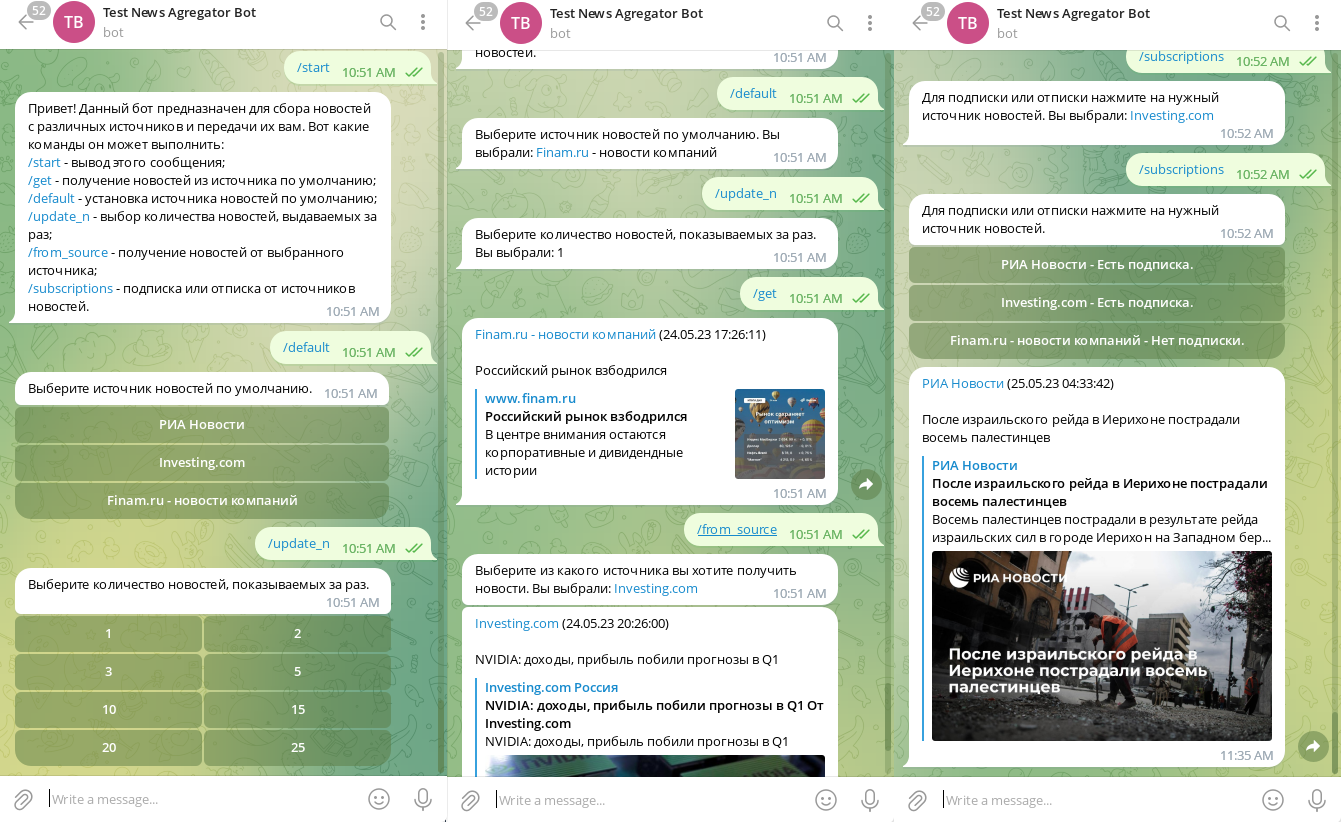 52
TB
Test News Agregator Bot
bot
/start 10:51 AM
Привет! Данный бот предназначен для сбора новостей
с различных источников и передачи их вам. Вот какие
команды он может выполнить:
/start - вывод этого сообщения;
/get - получение новостей из источника по умолчанию;
/default - установка источника новостей по умолчанию;
/update_n - выбор количества новостей, выдаваемых за
раз;
/from_source - получение новостей от выбранного
источника;
/subscriptions - подписка или отписка от источников
новостей.
10:51 AM
/default 10:51 AM
Выберите источник новостей по умолчанию. 10:51 AM
РИА Новости
Investing.com
Finam.ru - новости компаний
/update_n 10:51 AM
Выберите количество новостей, показываемых за раз.
10:51 AM
1 2
3 5
10 15
20 25
Write a message...
52
TB
Test News Agregator Bot
bot
новостей.
10:51 AM
/default 10:51 AM
Выберите источник новостей по умолчанию. Вы
выбрали: Finam.ru - новости компаний 10:51 AM
/update_n 10:51 AM
Выберите количество новостей, показываемых за раз.
Вы выбрали: 1 10:51 AM
/get 10:51 AM
Finam.ru - новости компаний (24.05.23 17:26:11)
Российский рынок взбодрился
www.finam.ru
Российский рынок взбодрился
В центре внимания остаются
корпоративные и дивидендные
истории
Рынок сохраняет
оптимизм
10:51 AM
/from_source 10:51 AM
Выберите из какого источника вы хотите получить
новости. Вы выбрали: Investing.com 10:51 AM
Investing.com (24.05.23 20:26:00)
NVIDIA: доходы, прибыль побили прогнозы в Q1
Investing.com Россия
NVIDIA: доходы, прибыль побили прогнозы в Q1 От
Investing.com
NVIDIA: доходы, прибыль побили прогнозы в Q1
Write a message...
52
TB
Test News Agregator Bot
bot
/subscriptions 10:52 AM
Для подписки или отписки нажмите на нужный
источник новостей. Вы выбрали: Investing.com
10:52 AM
/subscriptions 10:52 AM
Для подписки или отписки нажмите на нужный
источник новостей. 10:52 AM
РИА Новости - Есть подписка.
Investing.com - Есть подписка.
Finam.ru - новости компаний - Нет подписки.
РИА Новости (25.05.23 04:33:42)
После израильского рейда в Иерихоне пострадали
восемь палестинцев
РИА Новости
После израильского рейда в Иерихоне пострадали
восемь палестинцев
Восемь палестинцев пострадали в результате рейда
израильских сил в городе Иерихон на Западном бер...
РИА НОВОСТИ
После израильского рейда в
Иерихоне пострадали восемь
палестинцев
11:35 AM
Write a message...